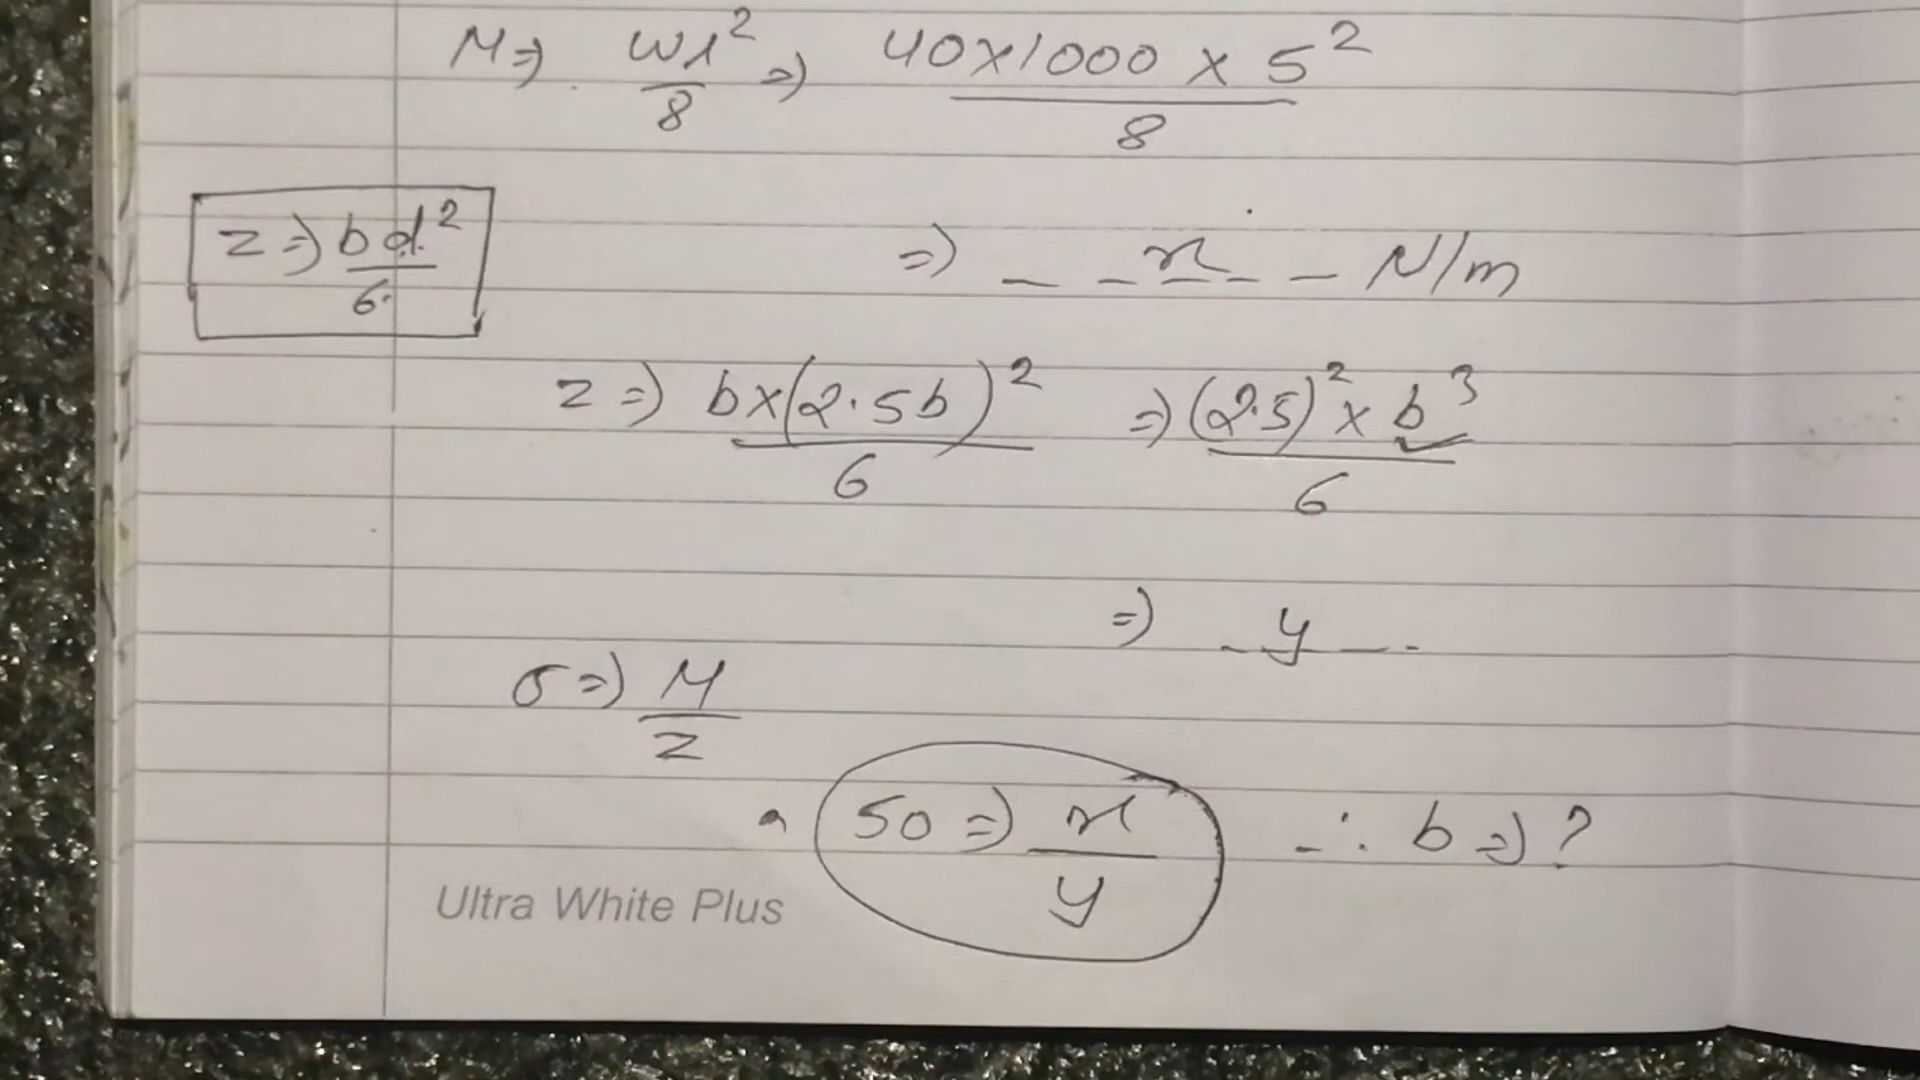 M => wl²/8 => 40×1000 × 5²/8
z => bd²/6
=> _ _ x _ _ N/m
z => b×(2.5b)²/6 => (2.5)² × b³/6
=> _ y _ .
σ => M/z
50 => x/y ∴ b => ?
Ultra White Plus